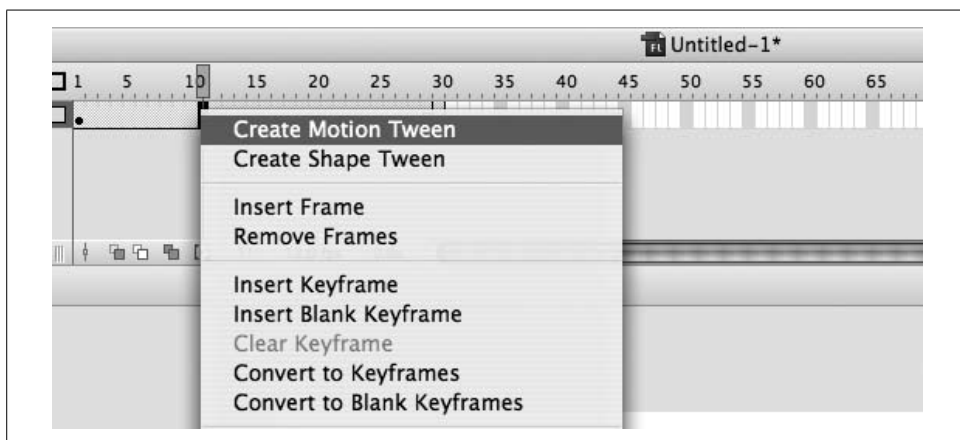 FL Untitled-1*
1 5 10 15 20 25 30 35 40 45 50 55 60 65
Create Motion Tween
Create Shape Tween
Insert Frame
Remove Frames
Insert Keyframe
Insert Blank Keyframe
Clear Keyframe
Convert to Keyframes
Convert to Blank Keyframes